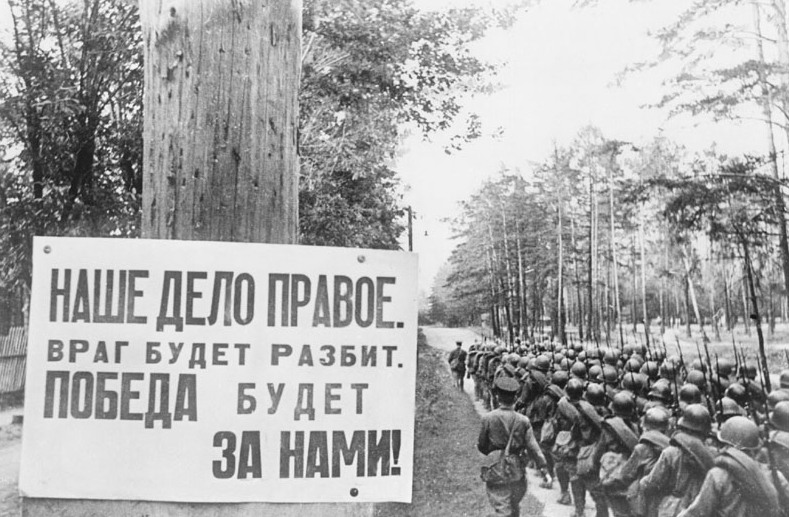 НАШЕ ДЕЛО ПРАВОЕ.
ВРАГ БУДЕТ РАЗБИТ.
ПОБЕДА БУДЕТ
ЗА НАМИ!